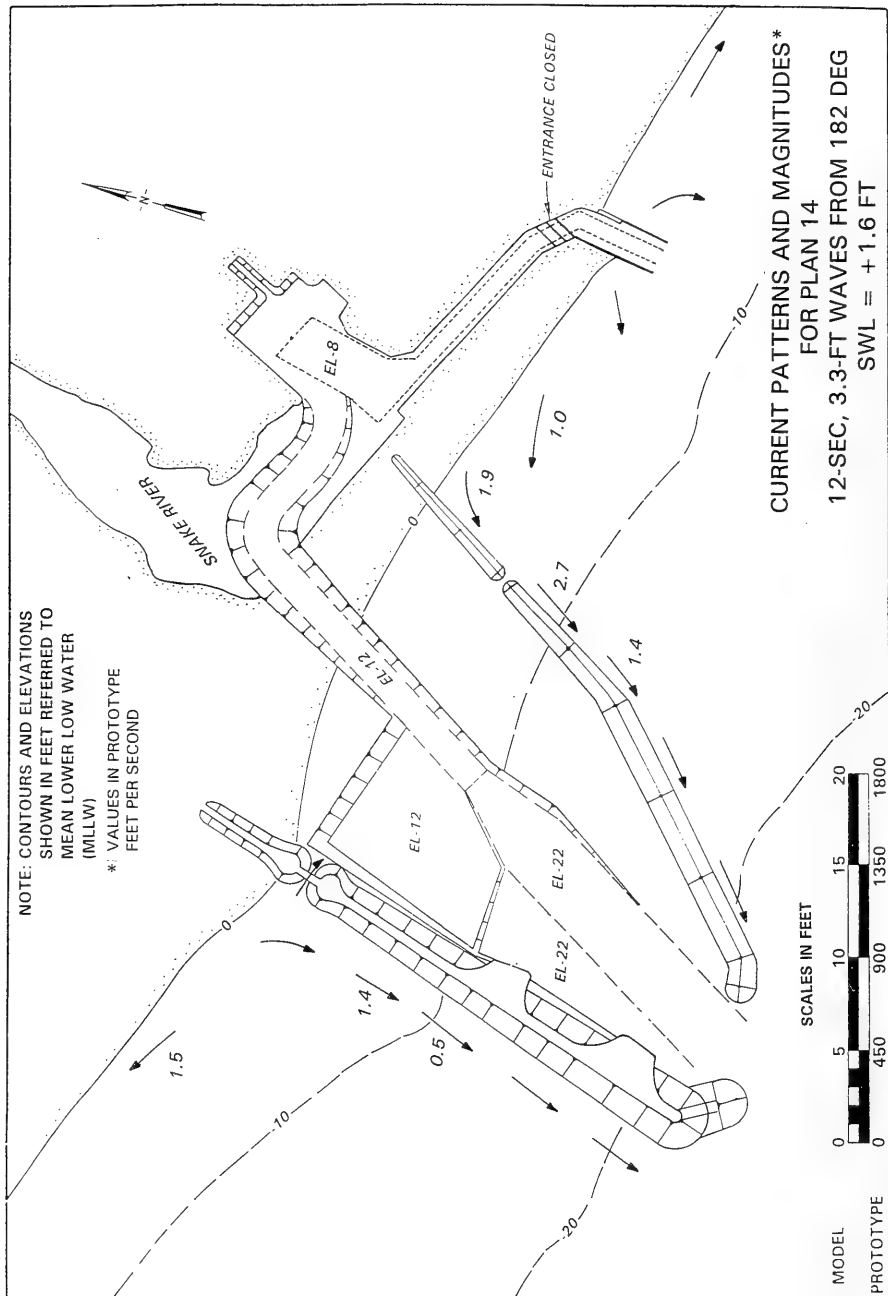 NOTE: CONTOURS AND ELEVATIONS
SHOWN IN FEET REFERRED TO
MEAN LOWER LOW WATER
(MLLW)
*: VALUES IN PROTOTYPE
FEET PER SECOND
-N-
SNAKE RIVER
EL-8
ENTRANCE CLOSED
0
0
EL-12
EL-12
EL-22
EL-22
1.5
1.4
0.5
1.9
1.0
2.7
1.4
-10
-10
-20
-20
CURRENT PATTERNS AND MAGNITUDES*
FOR PLAN 14
12-SEC, 3.3-FT WAVES FROM 182 DEG
SWL = +1.6 FT
SCALES IN FEET
MODEL 0 5 10 15 20
PROTOTYPE 0 450 900 1350 1800